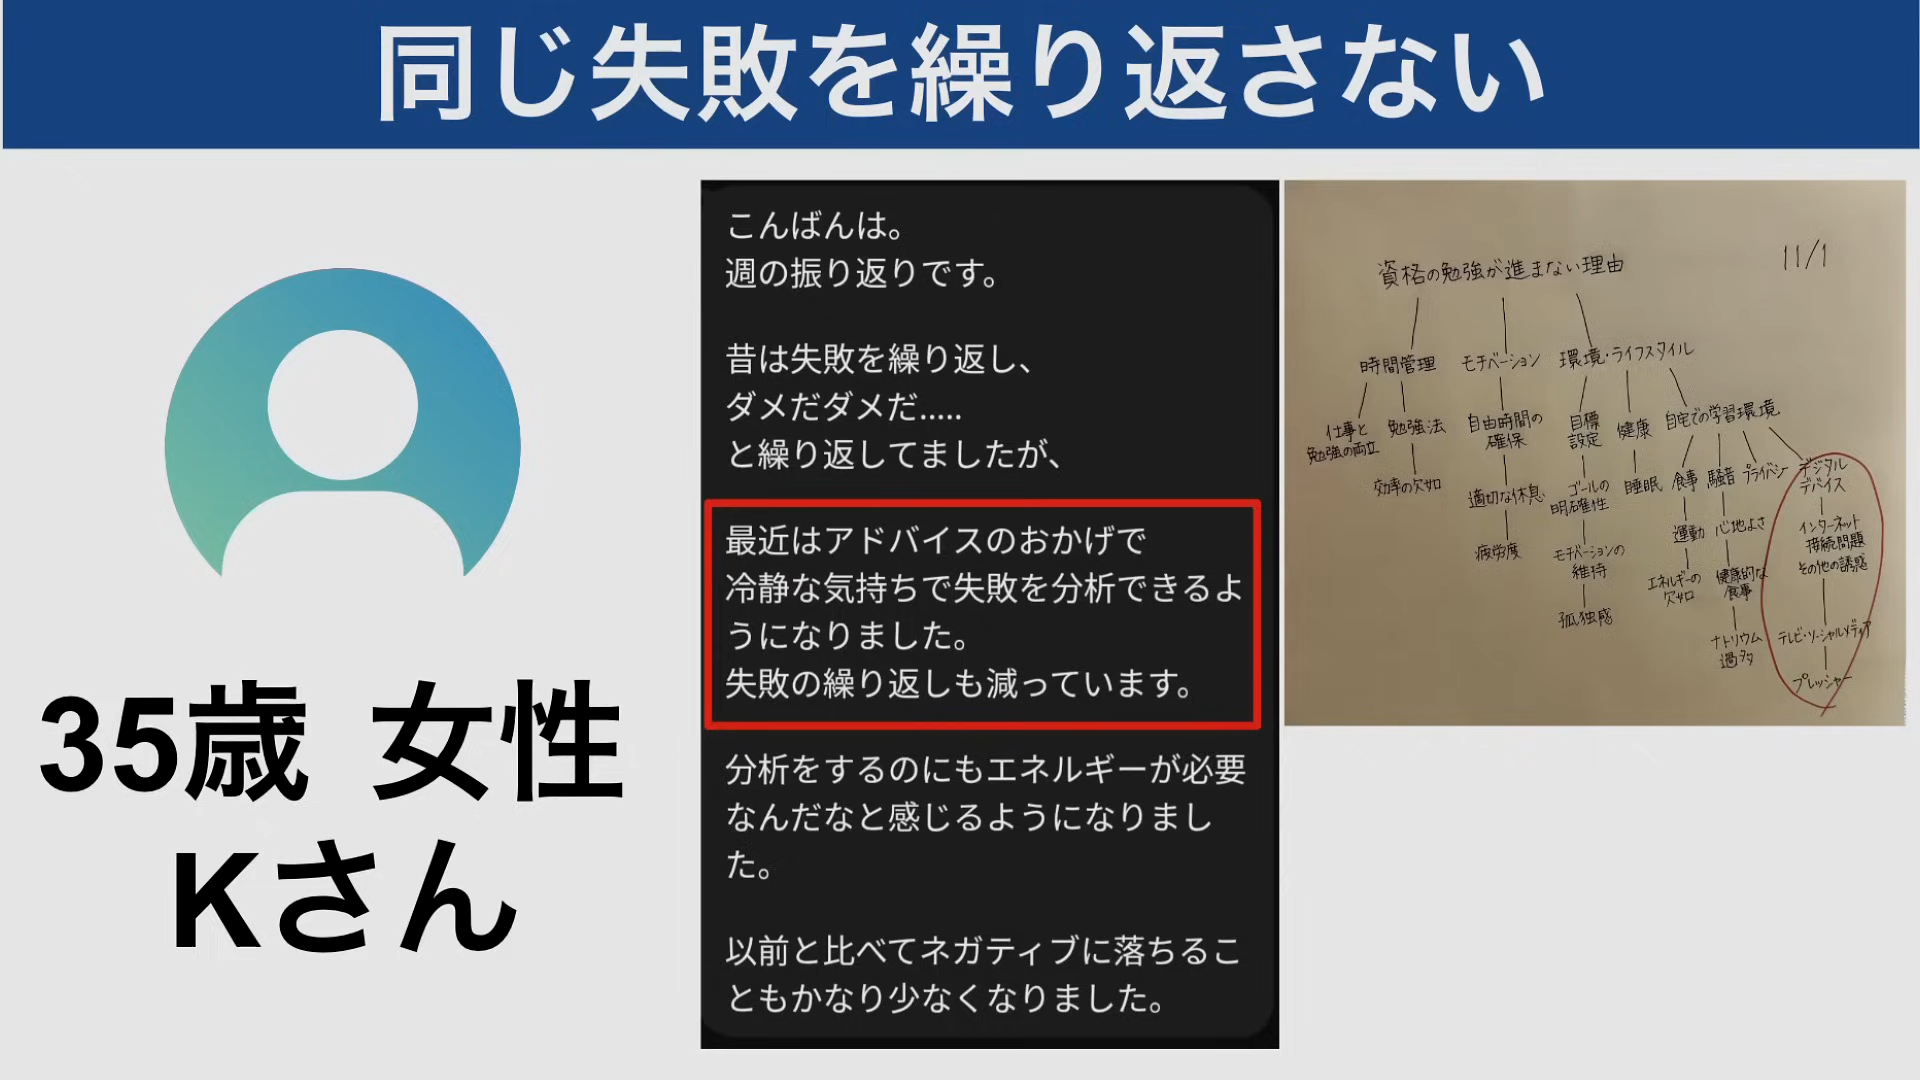 同じ失敗を繰り返さない
35歳 女性
Kさん
こんばんは。
週の振り返りです。
昔は失敗を繰り返し、
ダメだダメだ.....
と繰り返してましたが、
最近はアドバイスのおかげで
冷静な気持ちで失敗を分析できるよ
うになりました。
失敗の繰り返しも減っています。
分析をするのにもエネルギーが必要
なんだなと感じるようになりまし
た。
以前と比べてネガティブに落ちるこ
ともかなり少なくなりました。
11/1
資格の勉強が進まない理由
時間管理
モチベーション
環境・ライフスタイル
仕事と
勉強の両立
勉強法
効率の欠如
自由時間の
確保
適切な休息
疲労度
目標
設定
ゴールの
明確性
モチベーションの
維持
孤独感
健康
睡眠
自宅での学習環境
食事
運動
エネルギーの
欠如
騒音
心地よさ
健康的な
食事
ナトリウム
過多
プライバシー
デジタル
デバイス
インターネット
接続問題
その他の誘惑
テレビ・ソーシャルメディア
プレッシャー